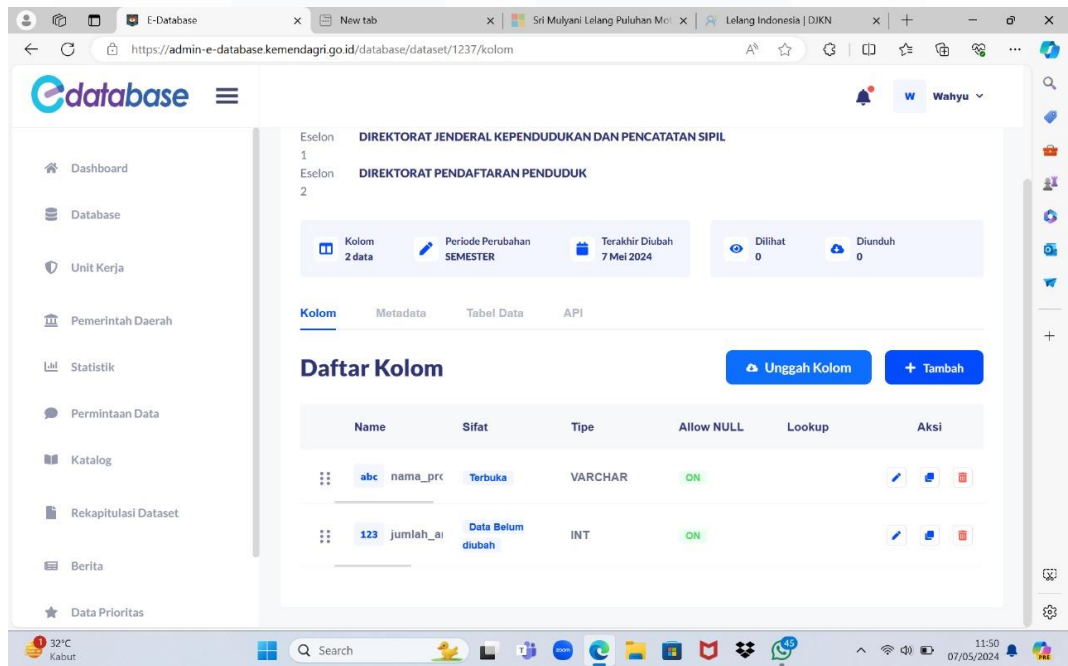 E-Database
New tab
Sri Mulyani Lelang Puluhan Mo
Lelang Indonesia | DJKN
https://admin-e-database.kemendagri.go.id/database/dataset/1237/kolom
database
W Wahyu
Eselon 1 DIREKTORAT JENDERAL KEPENDUDUKAN DAN PENCATATAN SIPIL
Eselon 2 DIREKTORAT PENDAFTARAN PENDUDUK
Dashboard
Database
Unit Kerja
Pemerintah Daerah
Statistik
Permintaan Data
Katalog
Rekapitulasi Dataset
Berita
Data Prioritas
Kolom
2 data
Periode Perubahan
SEMESTER
Terakhir Diubah
7 Mei 2024
Dilihat
0
Diunduh
0
Kolom Metadata Tabel Data API
Daftar Kolom
Unggah Kolom
+ Tambah
Name Sifat Tipe Allow NULL Lookup Aksi
abc nama_prc Terbuka VARCHAR ON
123 jumlah_a Data Belum diubah INT ON
1
32°C
Kabut
Search
zoom
45
11:50
07/05/2024
PRE